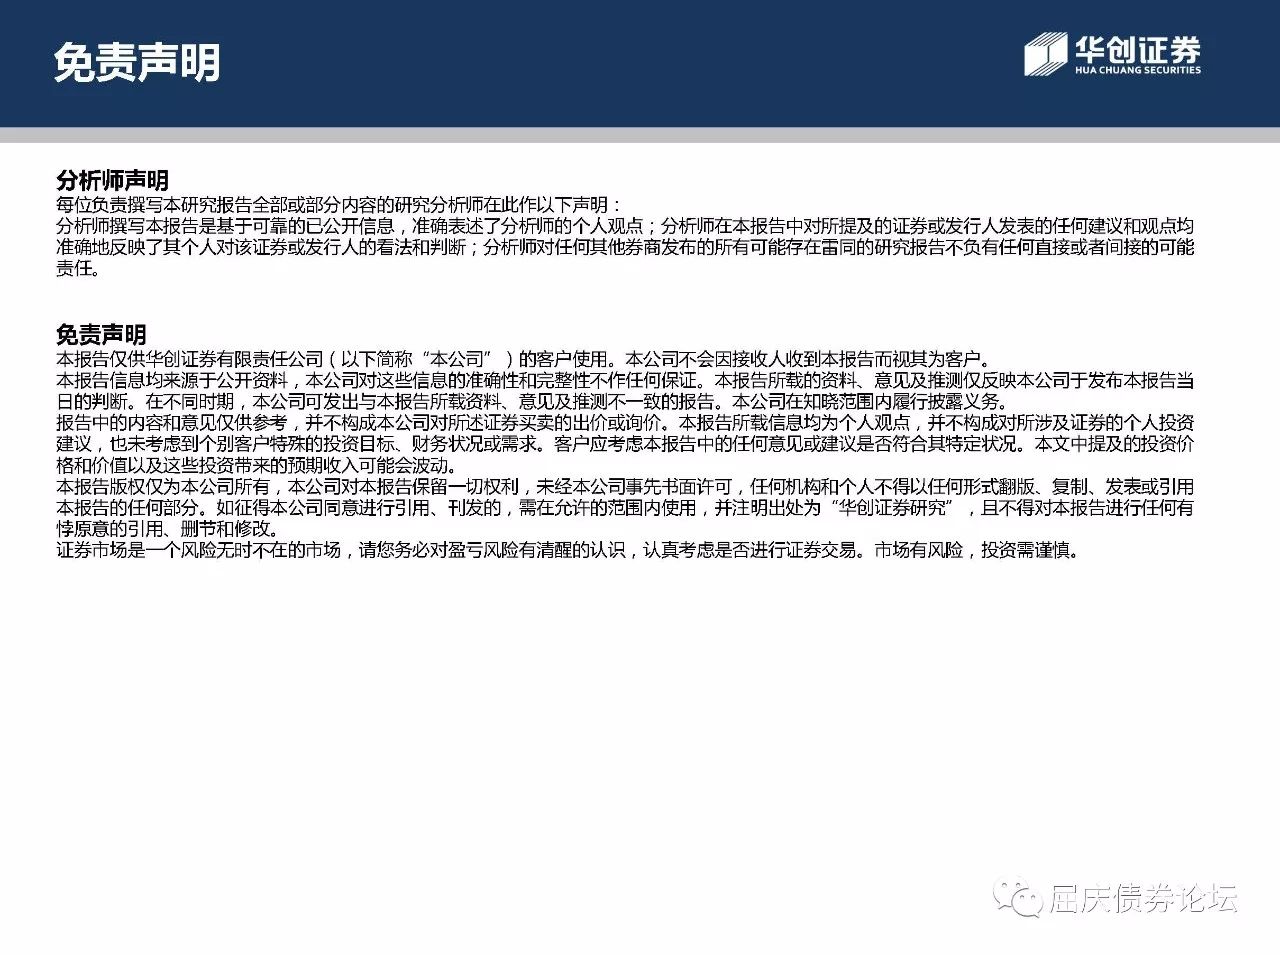 免责声明
华创证券
HUA CHUANG SECURITIES
分析师声明
每位负责撰写本研究报告全部或部分内容的研究分析师在此作以下声明：
分析师撰写本报告是基于可靠的已公开信息，准确表述了分析师的个人观点；分析师在本报告中对所提及的证券或发行人发表的任何建议和观点均
准确地反映了其个人对该证券或发行人的看法和判断；分析师对任何其他券商发布的所有可能存在雷同的研究报告不负有任何直接或者间接的可能
责任。
免责声明
本报告仅供华创证券有限责任公司（以下简称“本公司”）的客户使用。本公司不会因接收人收到本报告而视其为客户。
本报告信息均来源于公开资料，本公司对这些信息的准确性和完整性不作任何保证。本报告所载的资料、意见及推测仅反映本公司于发布本报告当
日的判断。在不同时期，本公司可发出与本报告所载资料、意见及推测不一致的报告。本公司在知晓范围内履行披露义务。
报告中的内容和意见仅供参考，并不构成本公司对所述证券买卖的出价或询价。本报告所载信息均为个人观点，并不构成对所涉及证券的个人投资
建议，也未考虑到个别客户特殊的投资目标、财务状况或需求。客户应考虑本报告中的任何意见或建议是否符合其特定状况。本文中提及的投资价
格和价值以及这些投资带来的预期收入可能会波动。
本报告版权仅为本公司所有，本公司对本报告保留一切权利，未经本公司事先书面许可，任何机构和个人不得以任何形式翻版、复制、发表或引用
本报告的任何部分。如征得本公司同意进行引用、刊发的，需在允许的范围内使用，并注明出处为“华创证券研究”，且不得对本报告进行任何有
悖原意的引用、删节和修改。
证券市场是一个风险无时不在的市场，请您务必对盈亏风险有清醒的认识，认真考虑是否进行证券交易。市场有风险，投资需谨慎。
屈庆债券论坛